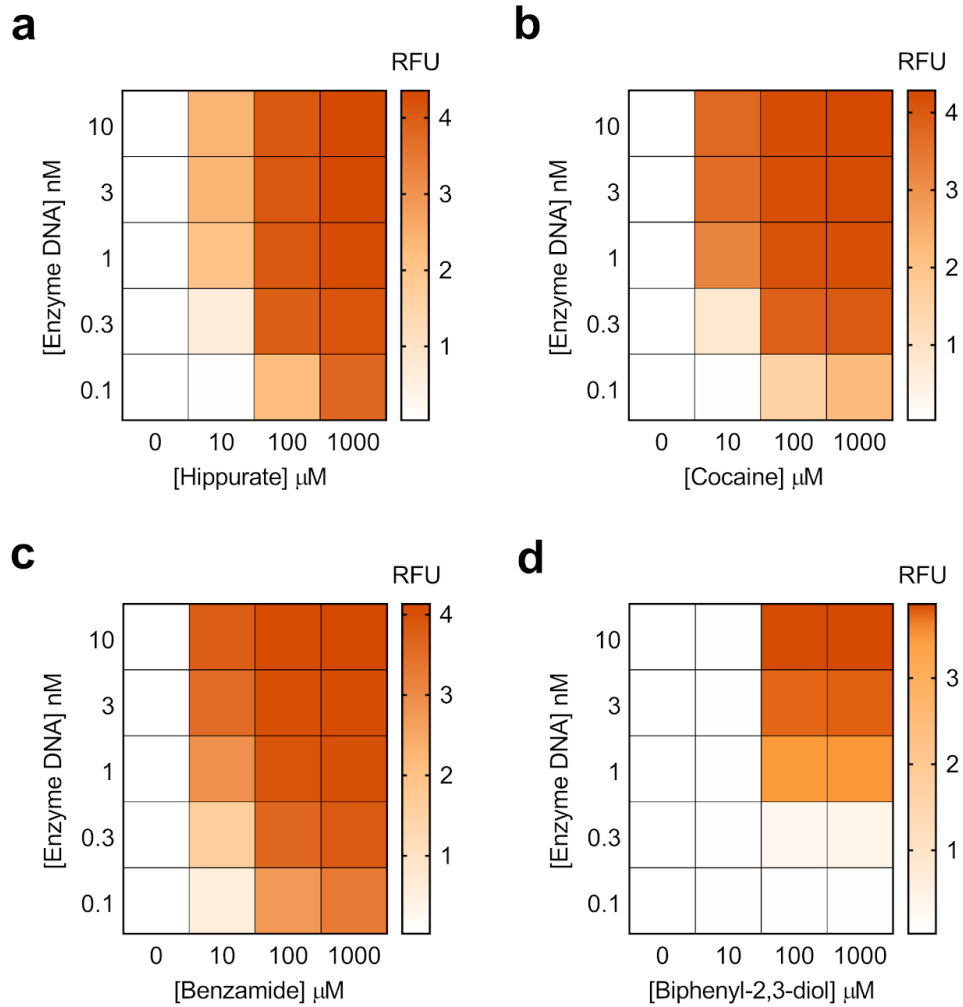 a
RFU
[Enzyme DNA] nM
10
3
1
0.3
0.1
0 10 100 1000
[Hippurate] μM
4
3
2
1
b
RFU
[Enzyme DNA] nM
10
3
1
0.3
0.1
0 10 100 1000
[Cocaine] μM
4
3
2
1
c
RFU
[Enzyme DNA] nM
10
3
1
0.3
0.1
0 10 100 1000
[Benzamide] μM
4
3
2
1
d
RFU
[Enzyme DNA] nM
10
3
1
0.3
0.1
0 10 100 1000
[Biphenyl-2,3-diol] μM
3
2
1